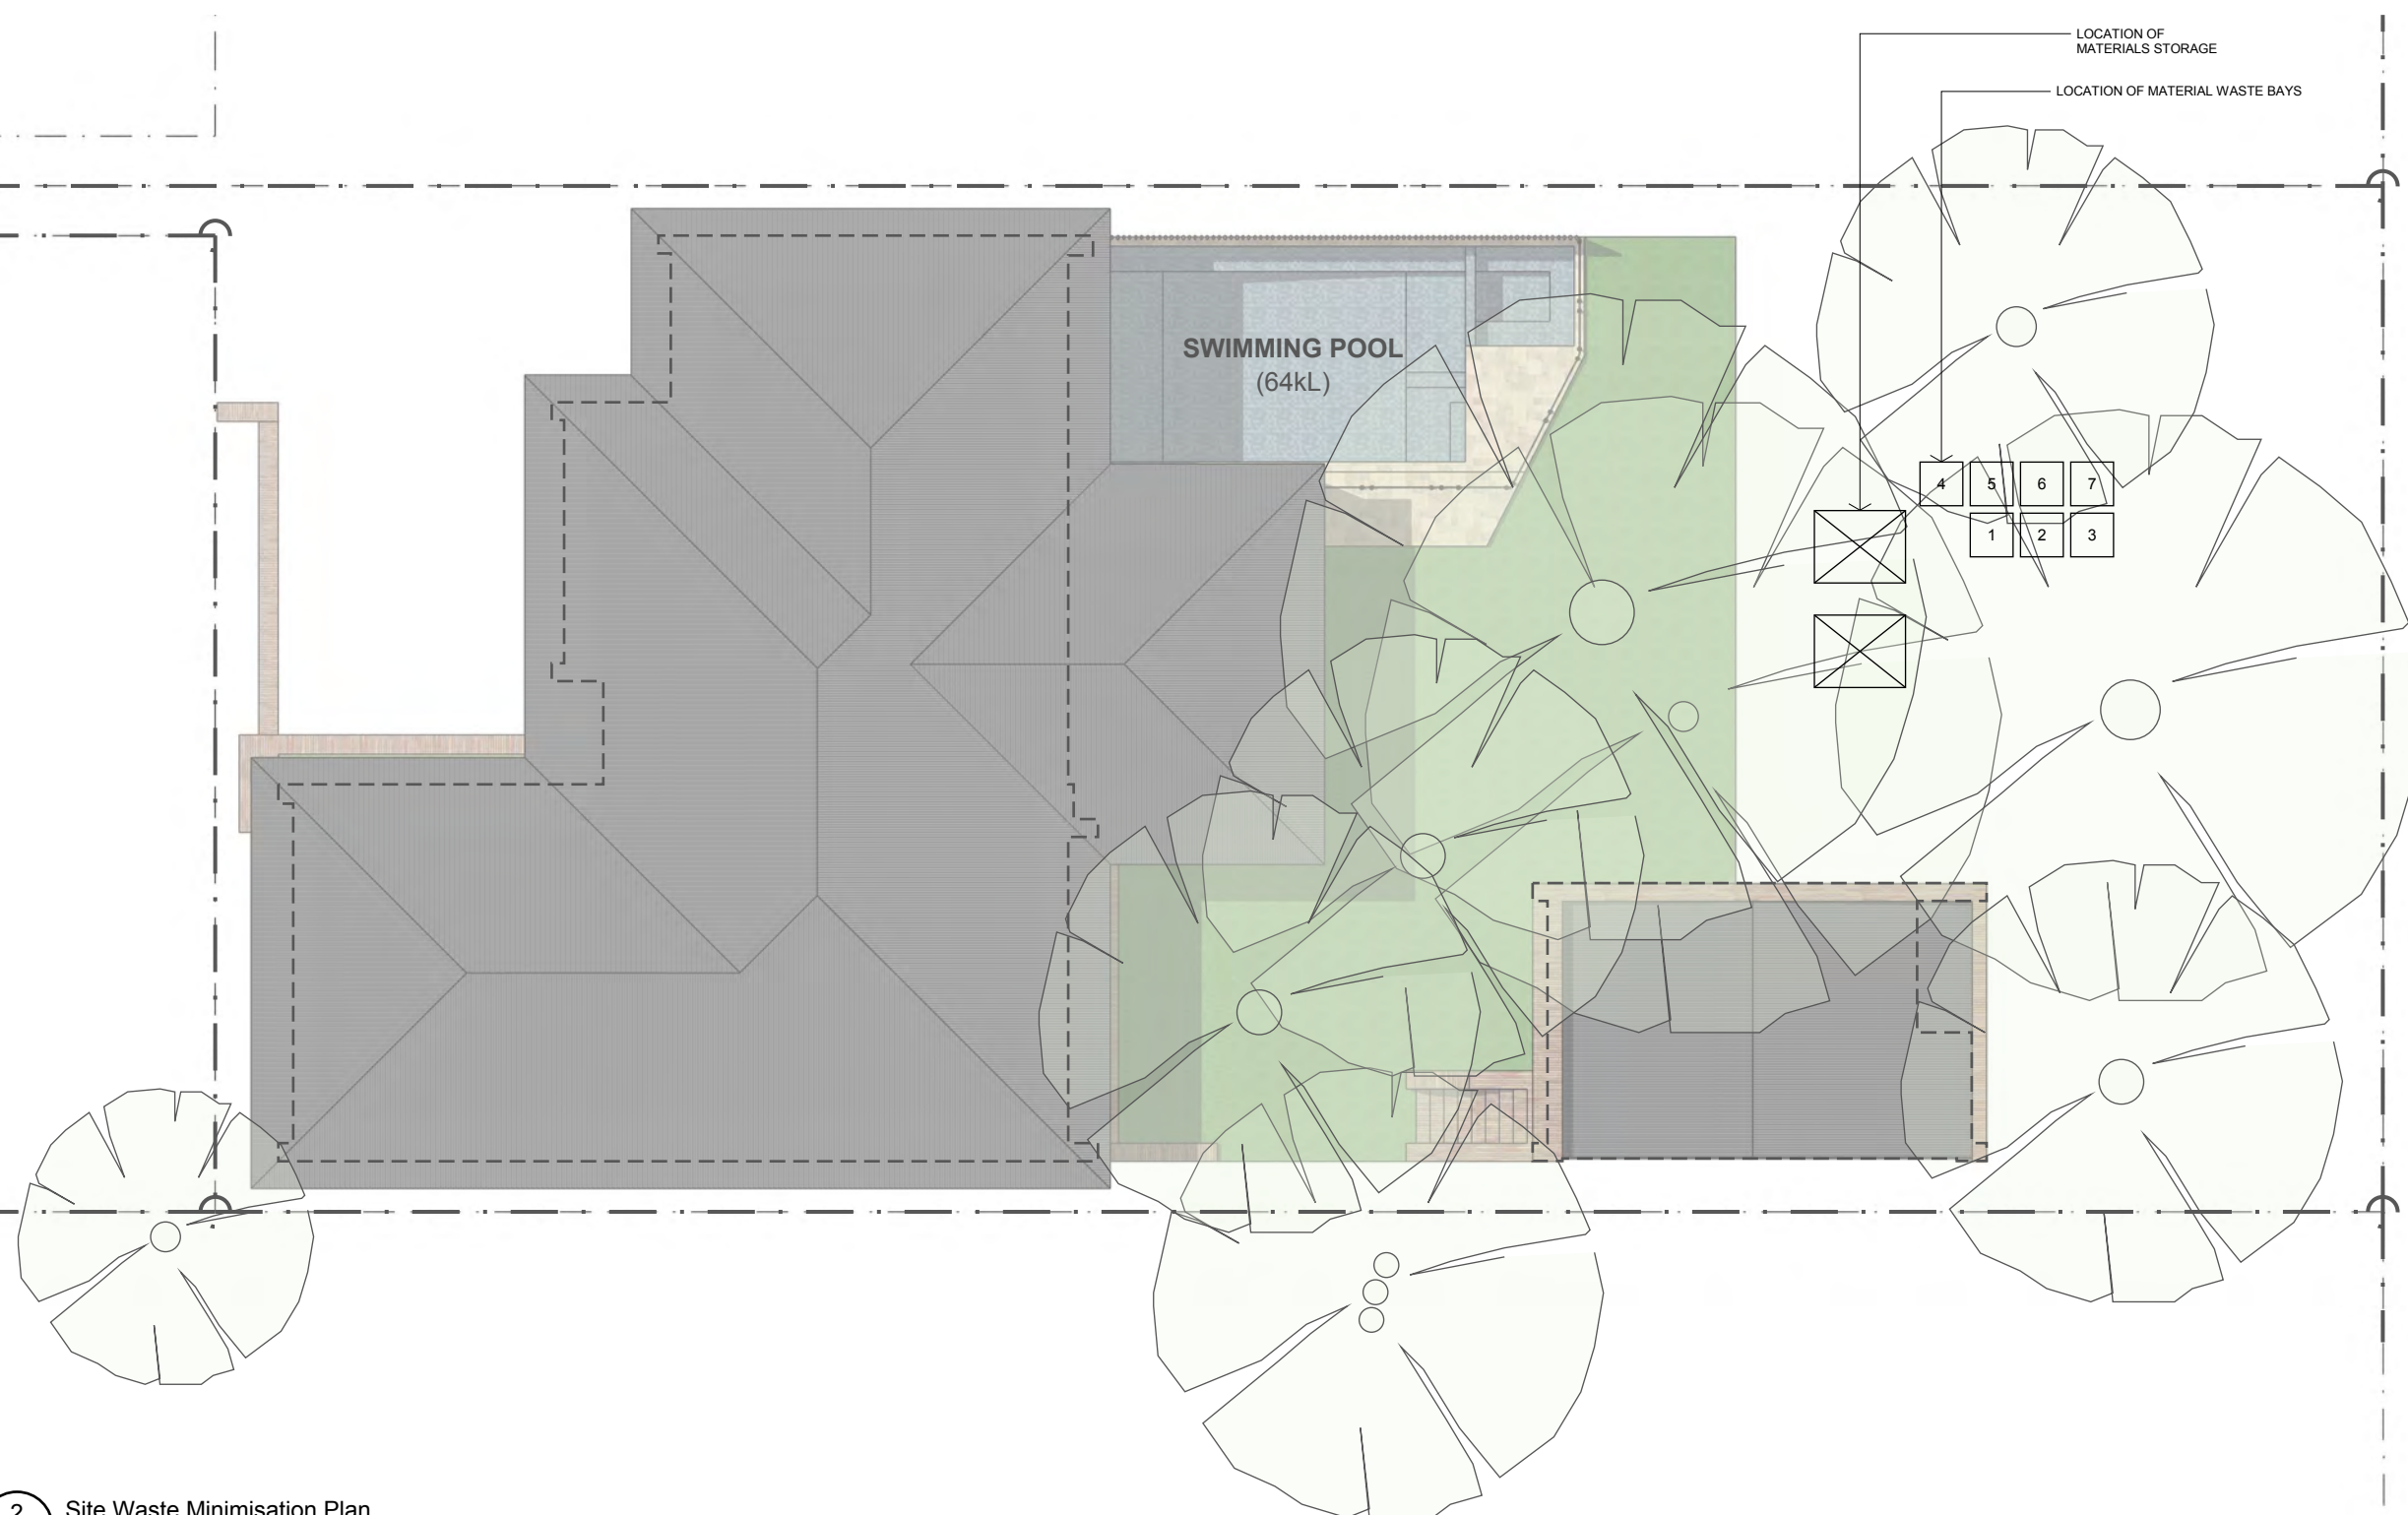 LOCATION OF
MATERIALS STORAGE
LOCATION OF MATERIAL WASTE BAYS
SWIMMING POOL
(64kL)
4 5 6 7
1 2 3
2 Site Waste Minimisation Plan